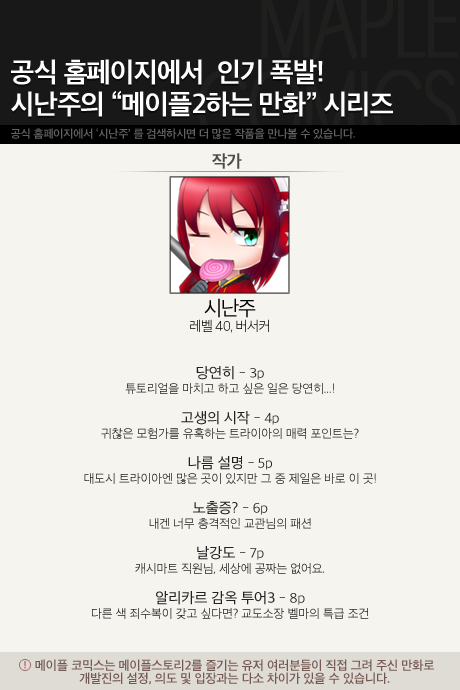 MAPLE
COMICS
공식 홈페이지에서 인기 폭발!
시난주의 “메이플2하는 만화” 시리즈
공식 홈페이지에서 ‘시난주’ 를 검색하시면 더 많은 작품을 만나볼 수 있습니다.
작가
시난주
레벨 40, 버서커
당연히 - 3p
튜토리얼을 마치고 하고 싶은 일은 당연히...!
고생의 시작 - 4p
귀찮은 모험가를 유혹하는 트라이아의 매력 포인트는?
나름 설명 - 5p
대도시 트라이아엔 많은 곳이 있지만 그 중 제일은 바로 이 곳!
노출증? - 6p
내겐 너무 충격적인 교관님의 패션
날강도 - 7p
캐시마트 직원님, 세상에 공짜는 없어요.
알리카르 감옥 투어3 - 8p
다른 색 죄수복이 갖고 싶다면? 교도소장 벨마의 특급 조건
! 메이플 코믹스는 메이플스토리2를 즐기는 유저 여러분들이 직접 그려 주신 만화로
개발진의 설정, 의도 및 입장과는 다소 차이가 있을 수 있습니다.